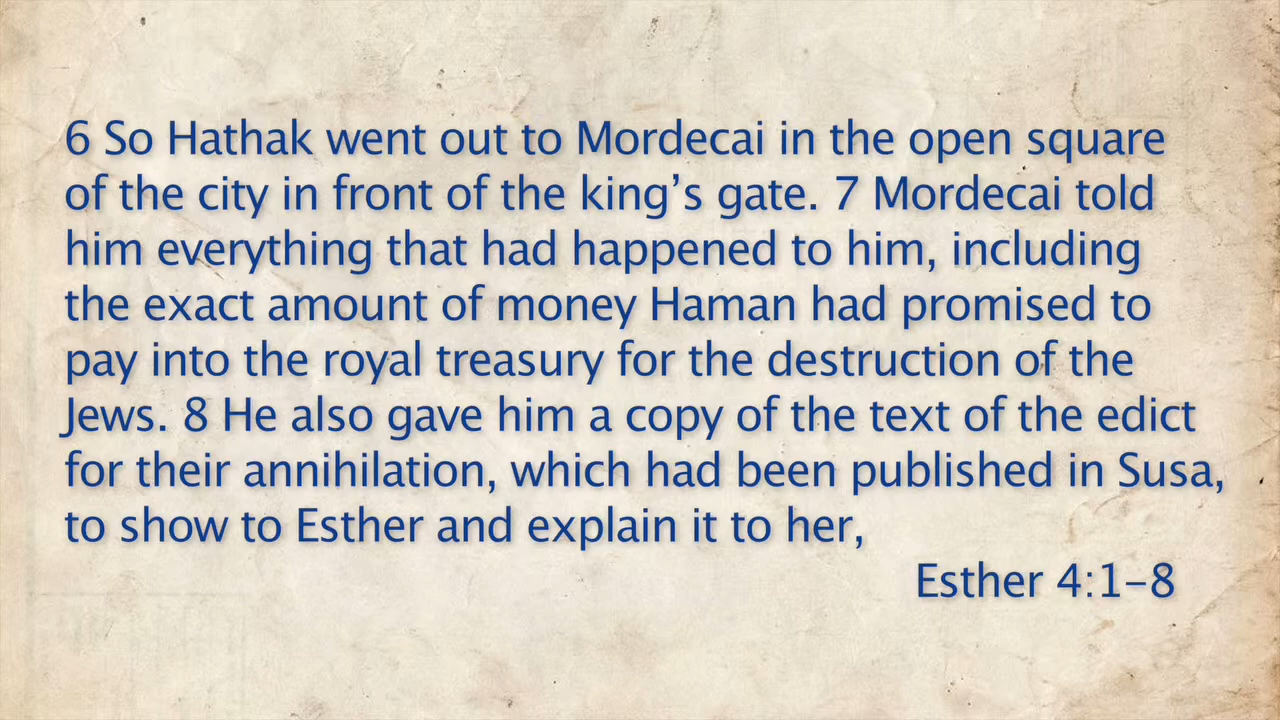 6 So Hathak went out to Mordecai in the open square
of the city in front of the king’s gate. 7 Mordecai told
him everything that had happened to him, including
the exact amount of money Haman had promised to
pay into the royal treasury for the destruction of the
Jews. 8 He also gave him a copy of the text of the edict
for their annihilation, which had been published in Susa,
to show to Esther and explain it to her,
Esther 4:1–8